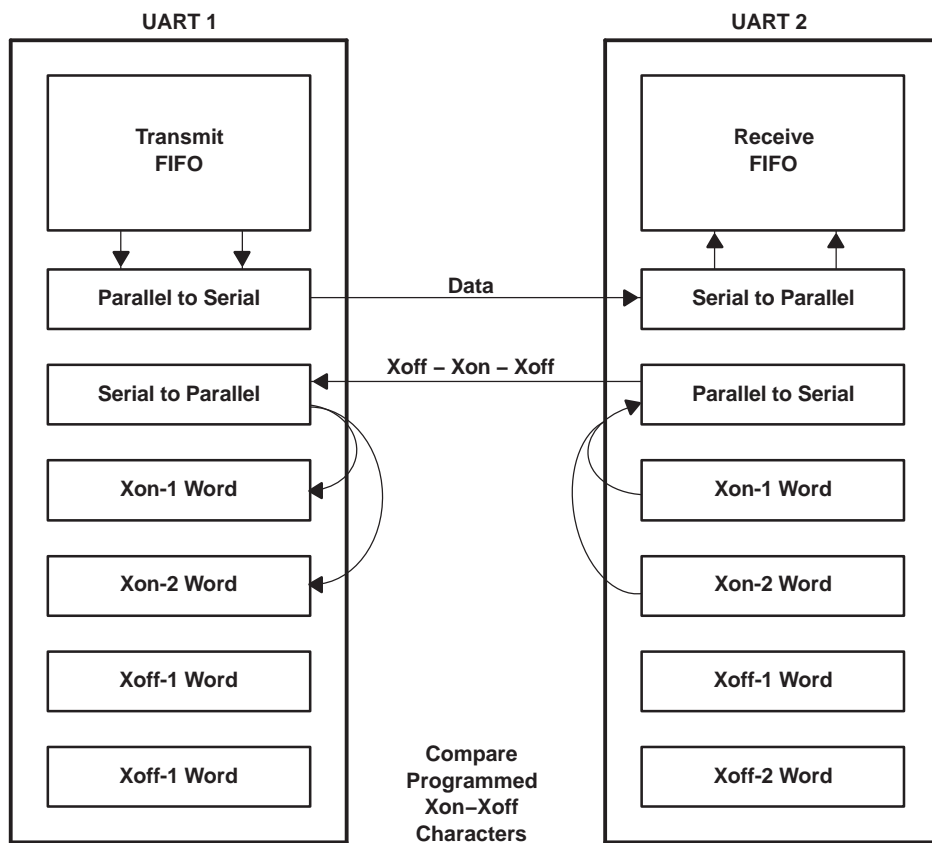 UART 1
Transmit
FIFO
Parallel to Serial
Serial to Parallel
Xon-1 Word
Xon-2 Word
Xoff-1 Word
Xoff-1 Word
Data
Xoff – Xon – Xoff
Compare
Programmed
Xon–Xoff
Characters
UART 2
Receive
FIFO
Serial to Parallel
Parallel to Serial
Xon-1 Word
Xon-2 Word
Xoff-1 Word
Xoff-2 Word